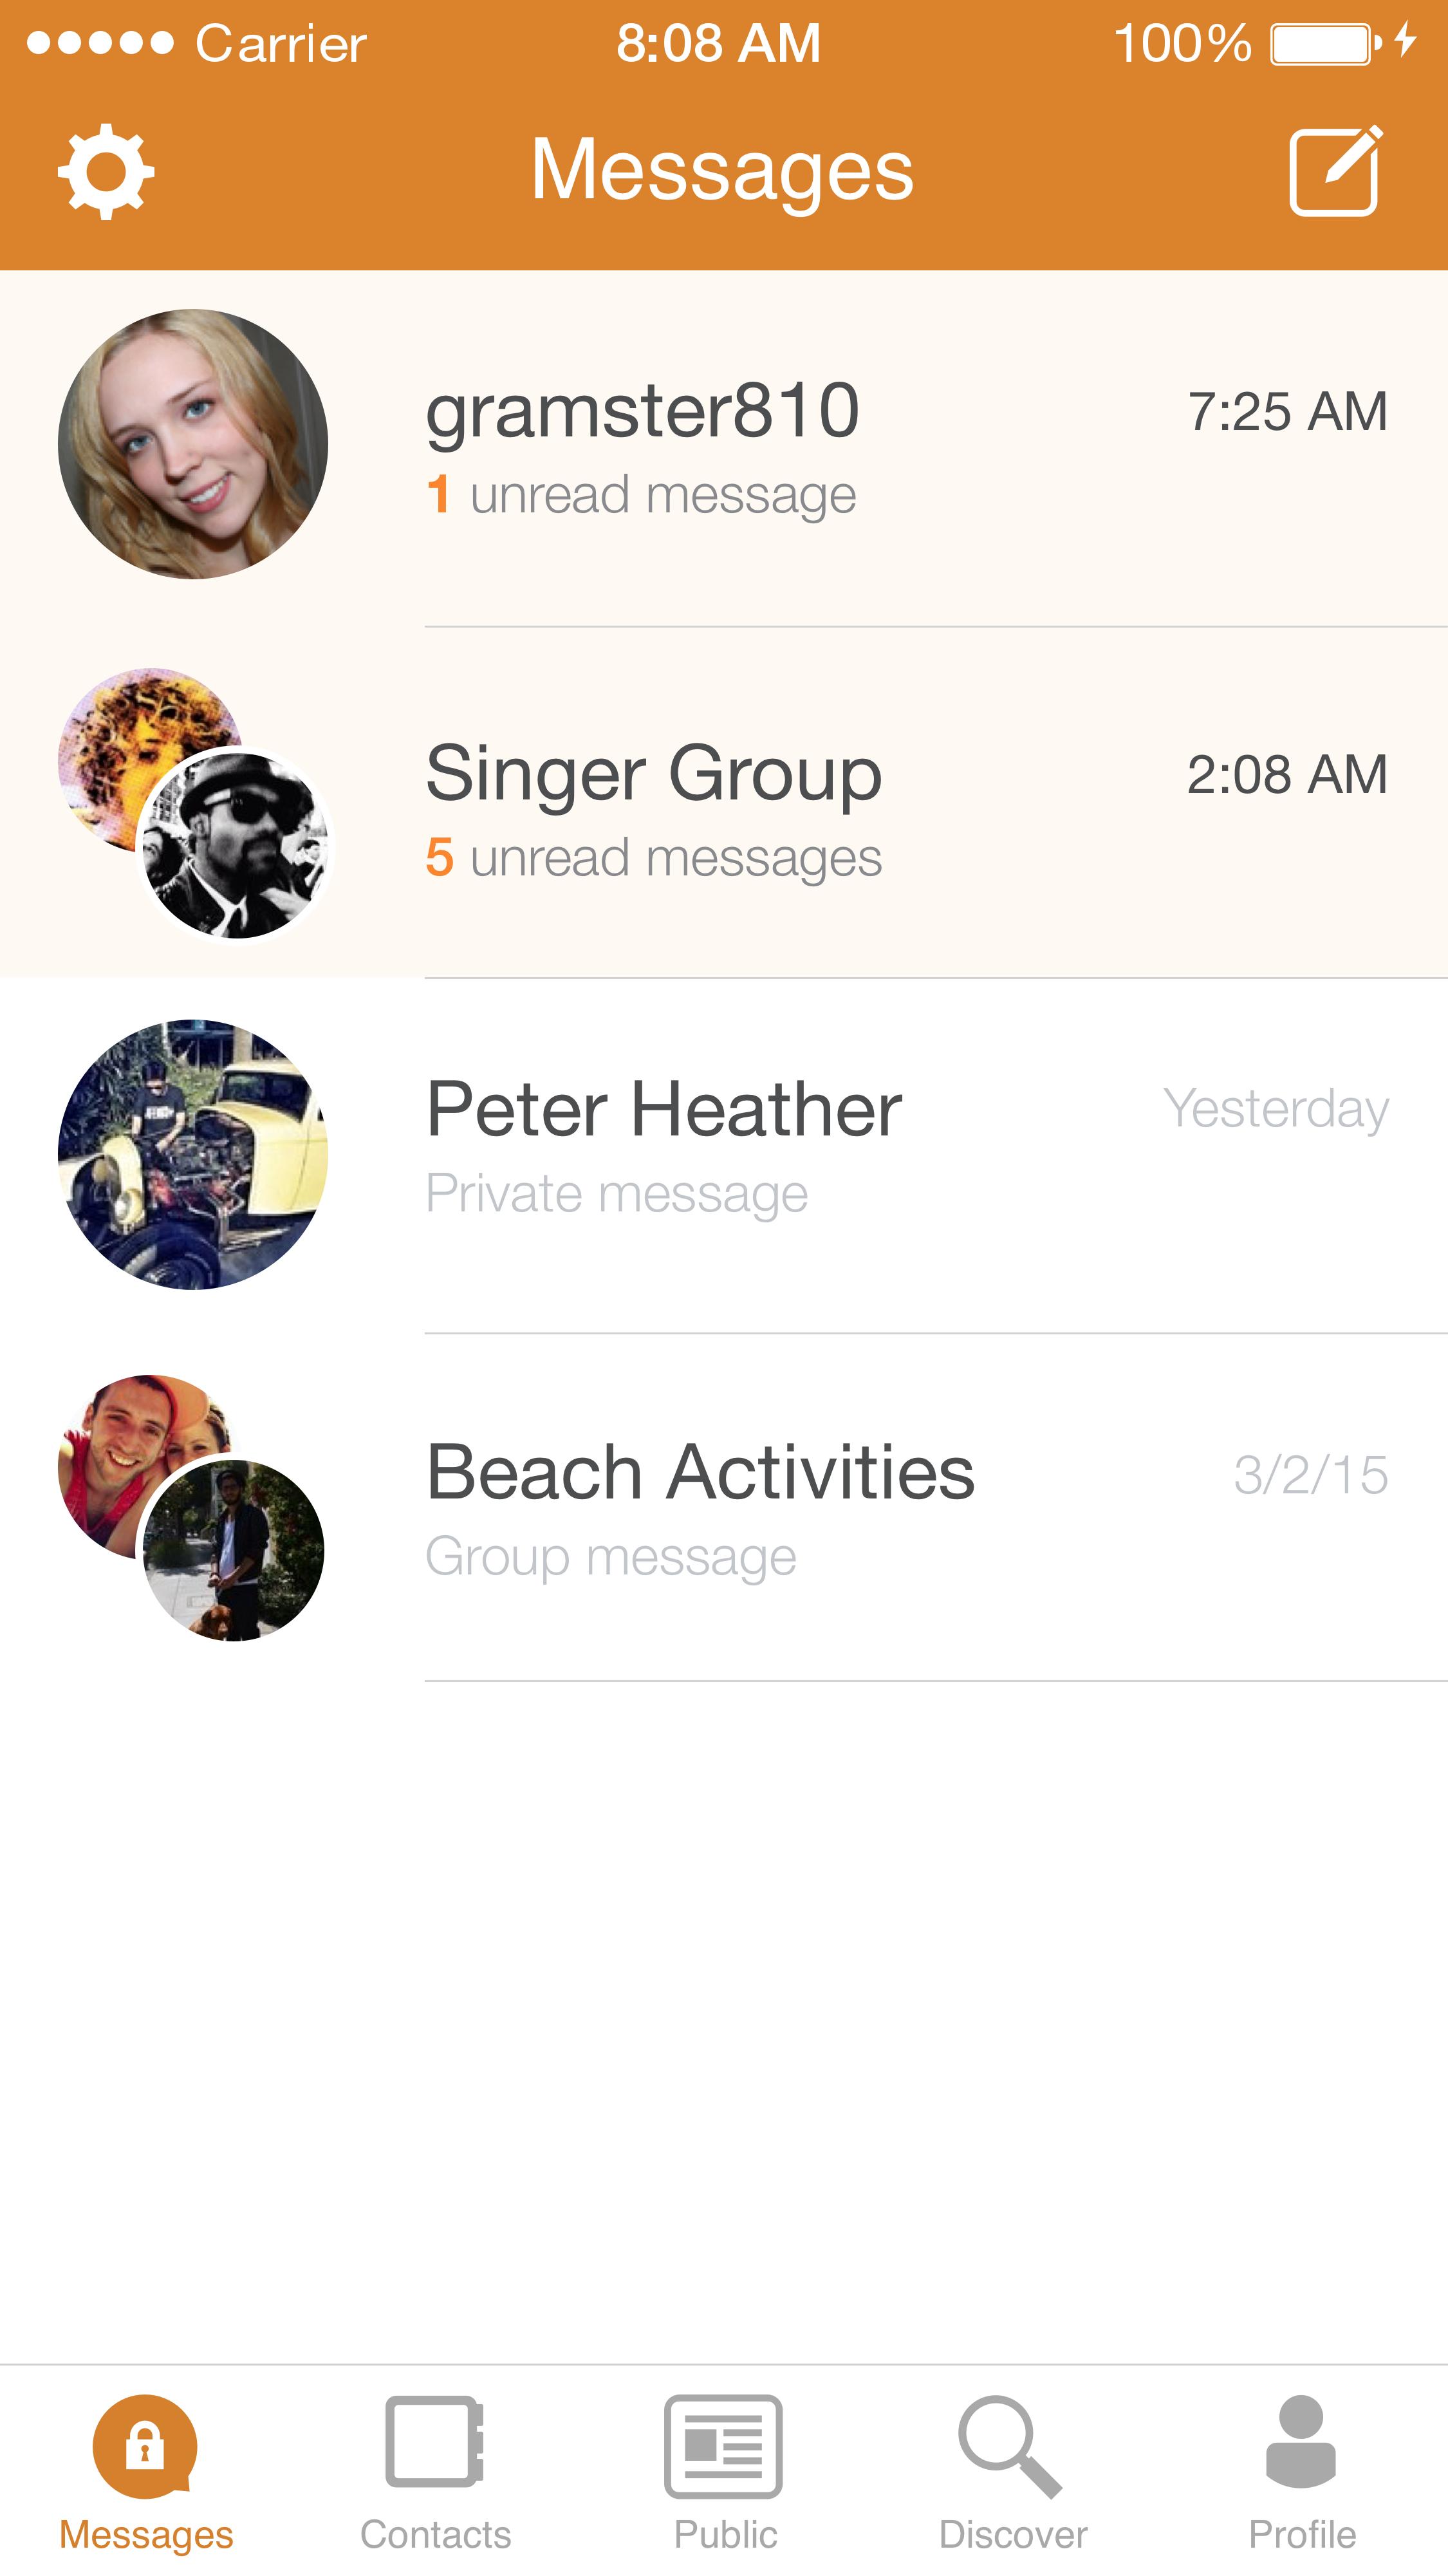 Carrier 8:08 AM 100%
Messages
gramster810 7:25 AM
1 unread message
Singer Group 2:08 AM
5 unread messages
Peter Heather Yesterday
Private message
Beach Activities 3/2/15
Group message
Messages Contacts Public Discover Profile